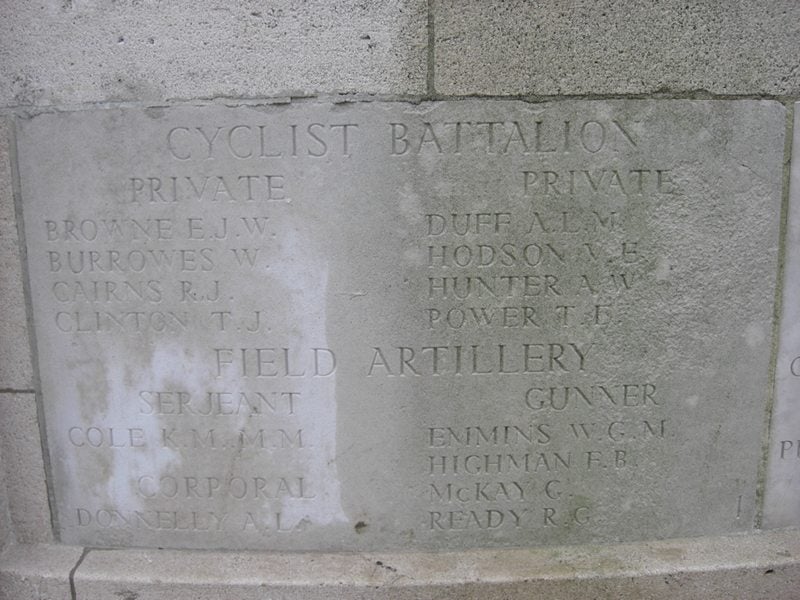 CYCLIST BATTALION
PRIVATE
BROWNE E.J.W.
BURROWES W.
CAIRNS R.J.
CLINTON T.J.
PRIVATE
DUFF A.L.M.
HODSON V.E.
HUNTER A.W.
POWER T.E.
FIELD ARTILLERY
SERJEANT
COLE K.M. M.M.
CORPORAL
DONNELLY A.L.
GUNNER
EMMINS W.G.M.
HIGHMAN F.B.
McKAY G.
READY R.G.
1